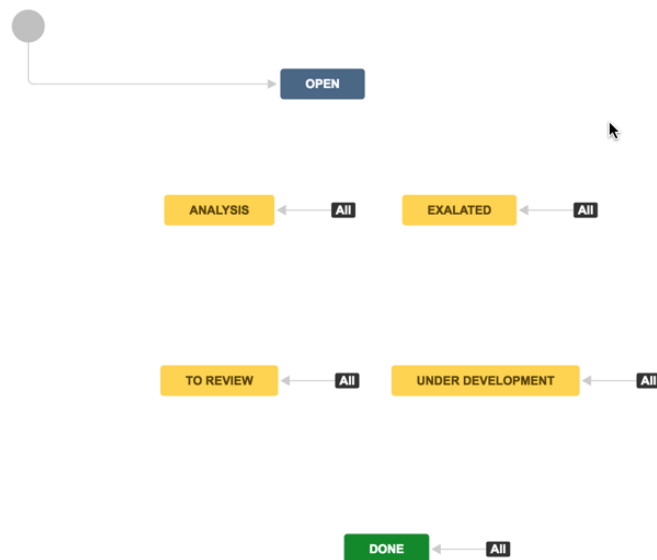 OPEN
ANALYSIS
All
EXALATED
All
TO REVIEW
All
UNDER DEVELOPMENT
All
DONE
All